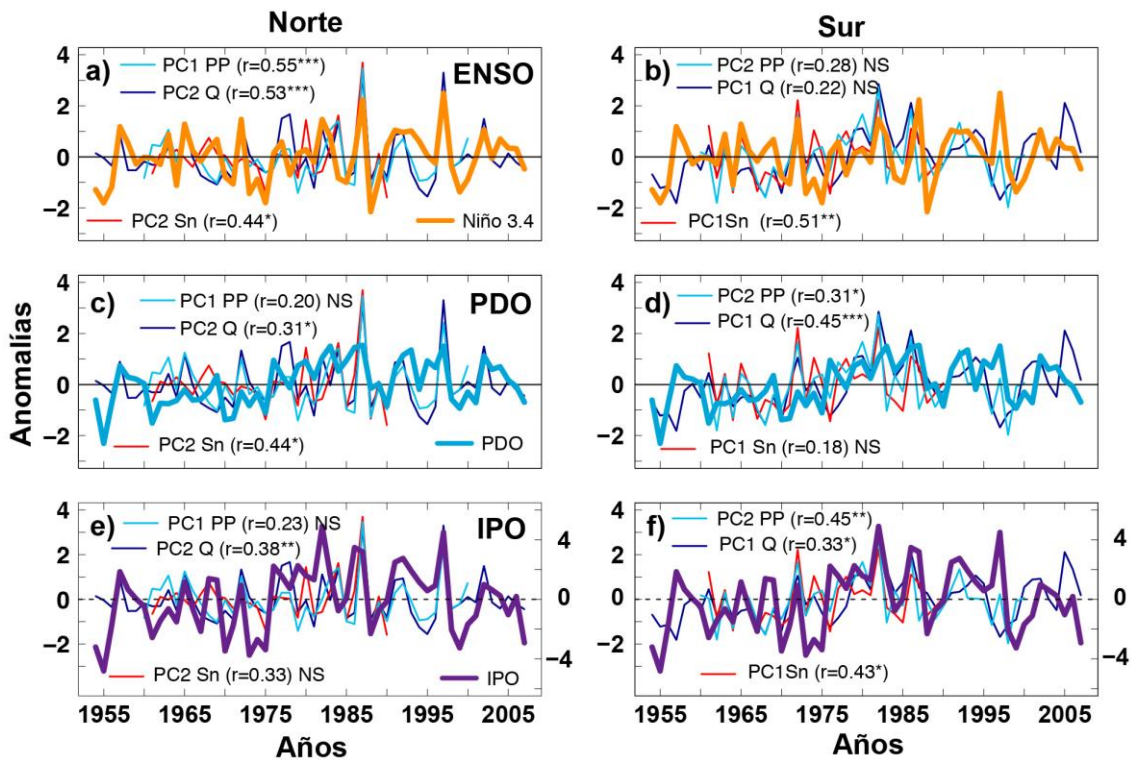 Norte
Sur
a)
PC1 PP (r=0.55***)
ENSO
PC2 Q (r=0.53***)
PC2 Sn (r=0.44*)
Niño 3.4
4
2
0
−2
b)
PC2 PP (r=0.28) NS
PC1 Q (r=0.22) NS
PC1Sn (r=0.51**)
4
2
0
−2
c)
PC1 PP (r=0.20) NS
PDO
PC2 Q (r=0.31*)
PC2 Sn (r=0.44*)
PDO
4
2
0
−2
Anomalías
d)
PC2 PP (r=0.31*)
PC1 Q (r=0.45***)
PC1 Sn (r=0.18) NS
4
2
0
−2
e)
PC1 PP (r=0.23) NS
IPO
PC2 Q (r=0.38**)
PC2 Sn (r=0.33) NS
IPO
4
2
0
−2
4
0
−4
f)
PC2 PP (r=0.45**)
PC1 Q (r=0.33*)
PC1Sn (r=0.43*)
4
2
0
−2
4
0
−4
1955 1965 1975 1985 1995 2005
1955 1965 1975 1985 1995 2005
Años
Años